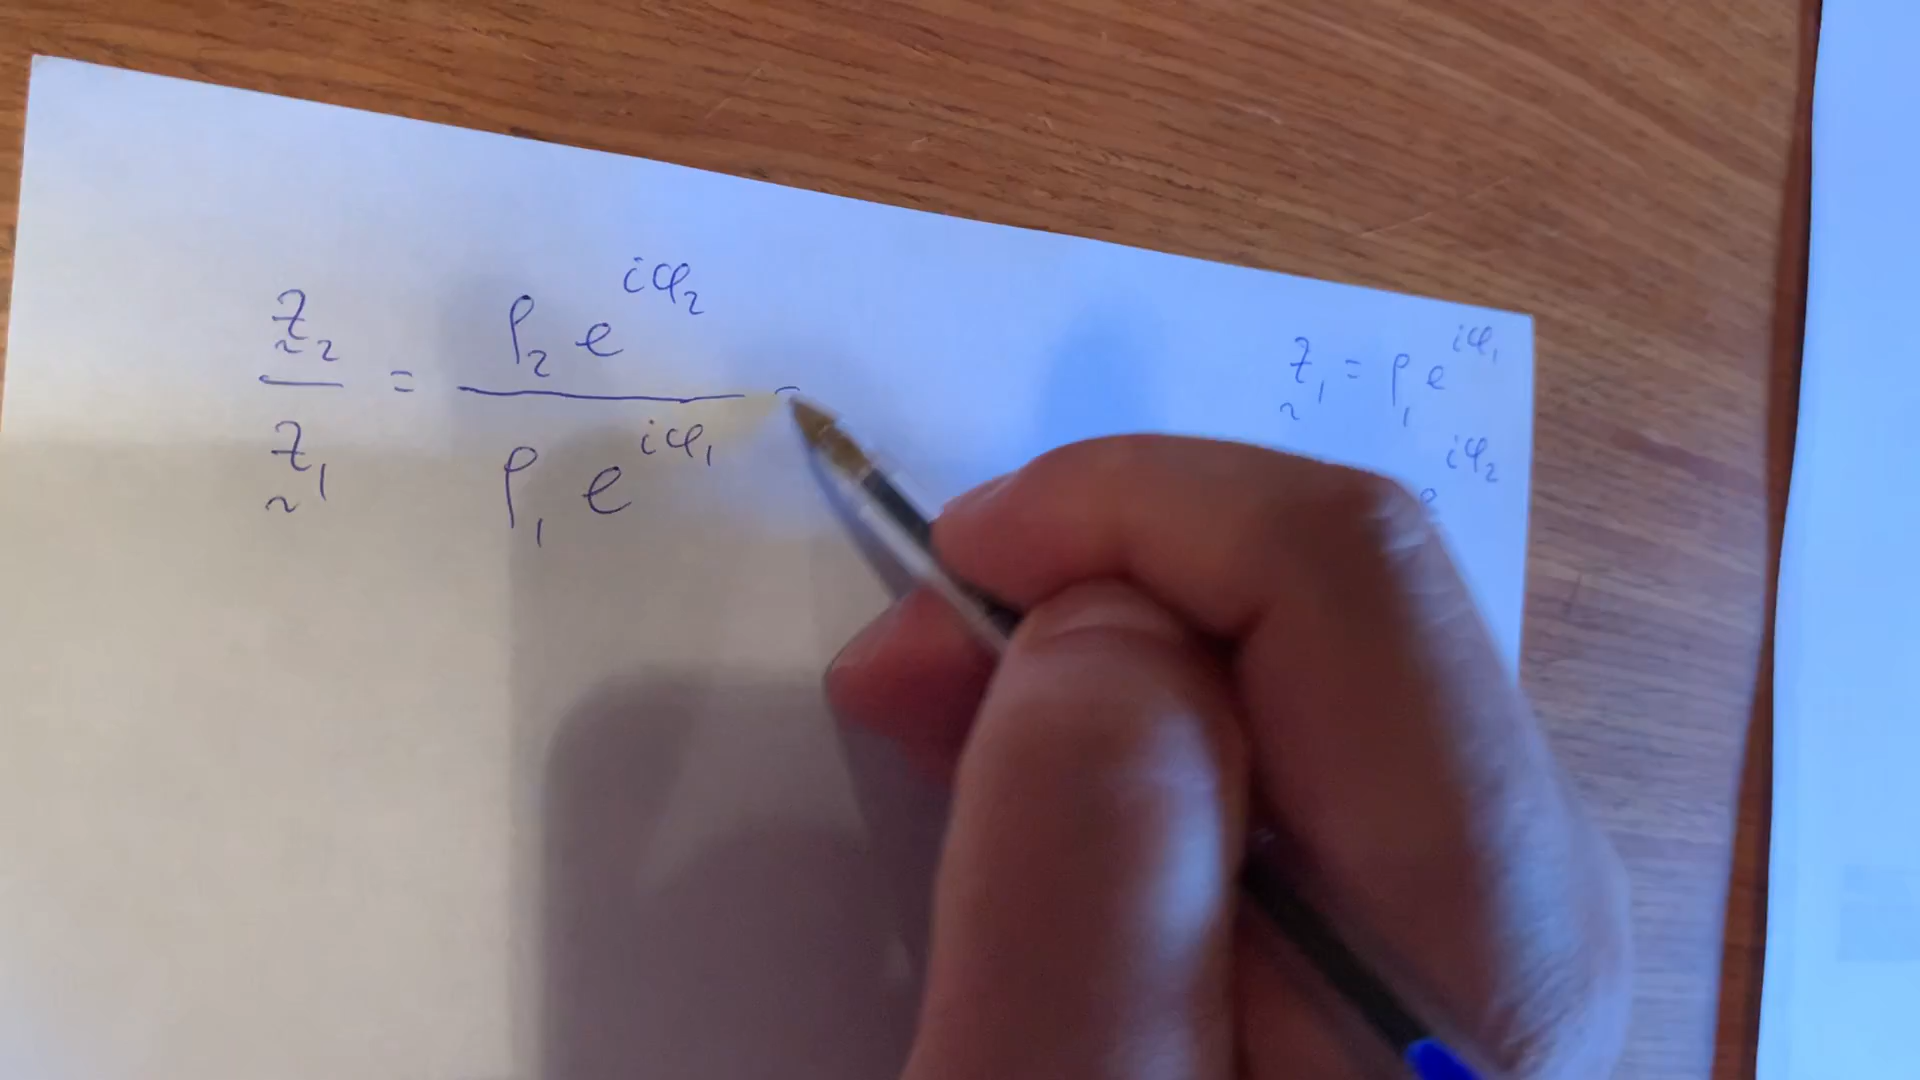 z₂/z₁ = ρ₂ e^{iφ₂} / ρ₁ e^{iφ₁}
z₁ = ρ₁ e^{iφ₁}
iφ₂